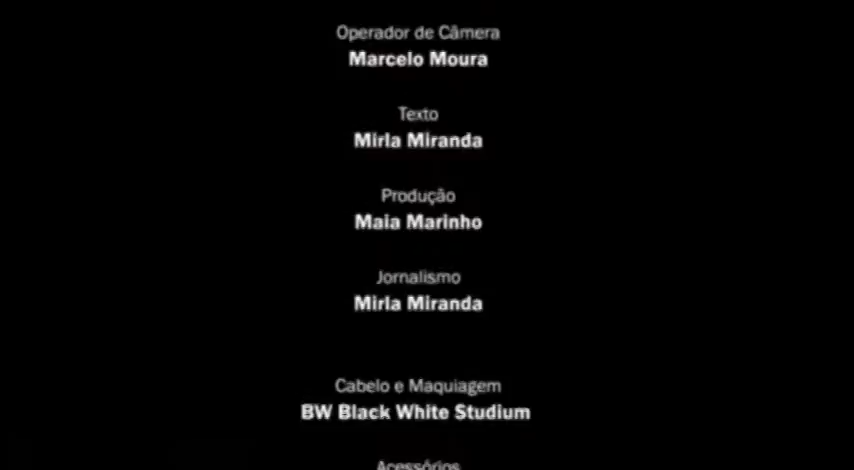 Operador de Câmera
Marcelo Moura
Texto
Mirla Miranda
Produção
Maia Marinho
Jornalismo
Mirla Miranda
Cabelo e Maquiagem
BW Black White Studium
Acessórios